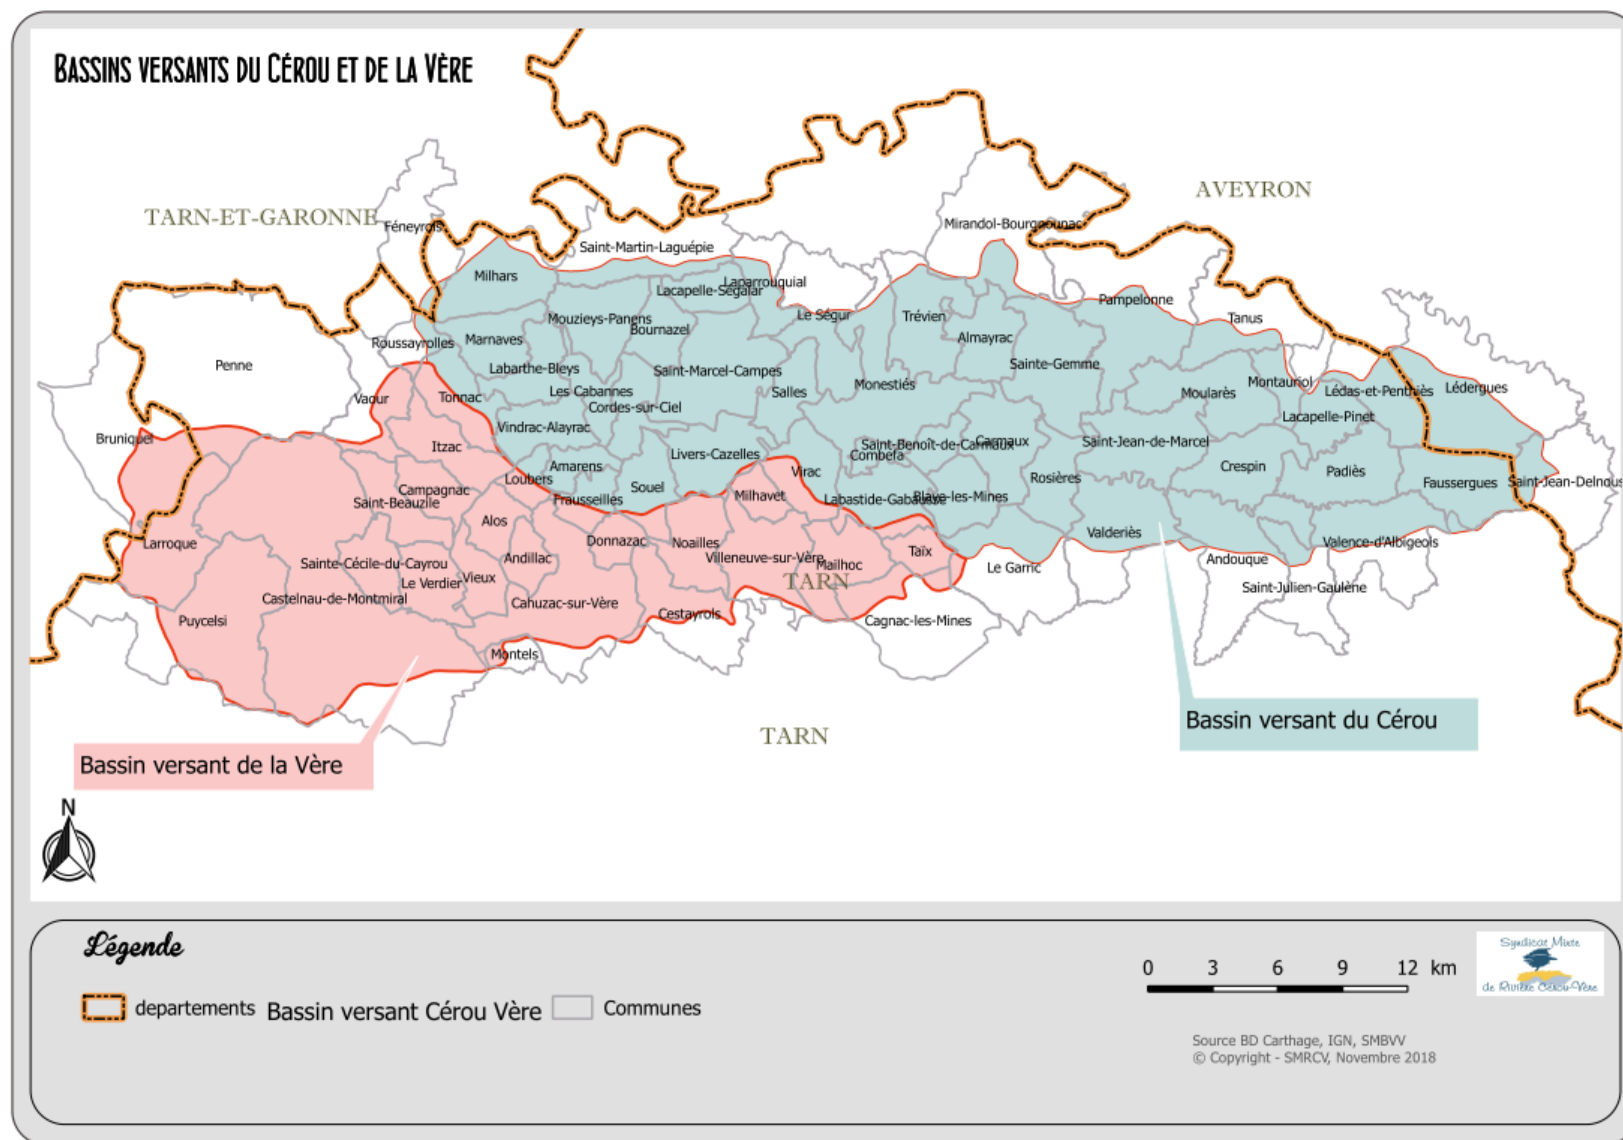 BASSINS VERSANTS DU CÉROU ET DE LA VÈRE
AVEYRON
TARN-ET-GARONNE
Féneyrols
Mirandol-Bourgnounac
Saint-Martin-Laguépie
Milhars
Laparrouquial
Lacapelle-Ségalar
Pampelonne
Le Ségur
Trévien
Tanus
Mouzieys-Panens
Bournazel
Marnaves
Almayrac
Roussayrolles
Penne
Sainte-Gemme
Labarthe-Bleys
Saint-Marcel-Campes
Montauriol
Monestiés
Lédergues
Les Cabannes
Salles
Moularès
Lédas-et-Penthiès
Vaour
Tonnac
Cordes-sur-Ciel
Lacapelle-Pinet
Vindrac-Alayrac
Bruniquel
Saint-Jean-de-Marcel
Carmaux
Saint-Benoît-de-Carmaux
Itzac
Livers-Cazelles
Combefa
Amarens
Crespin
Padiès
Virac
Loubers
Rosières
Faussergues
Saint-Jean-Delnous
Souel
Campagnac
Milhavet
Blaye-les-Mines
Frausseilles
Labastide-Gabausse
Saint-Beauzile
Alos
Valderiès
Donnazac
Noailles
Valence-d'Albigeois
Larroque
Taïx
Andillac
Villeneuve-sur-Vère
Andouque
Sainte-Cécile-du-Cayrou
Mailhoc
Le Garric
Vieux
Le Verdier
TARN
Saint-Julien-Gaulène
Castelnau-de-Montmiral
Cahuzac-sur-Vère
Cestayrols
Puycelsi
Cagnac-les-Mines
Montels
Bassin versant du Cérou
TARN
Bassin versant de la Vère
N
Légende
departements
Bassin versant Cérou Vère
Communes
0 3 6 9 12 km
Syndicat Mixte
de Rivière Cérou-Vère
Source BD Carthage, IGN, SMBVV
© Copyright - SMRCV, Novembre 2018